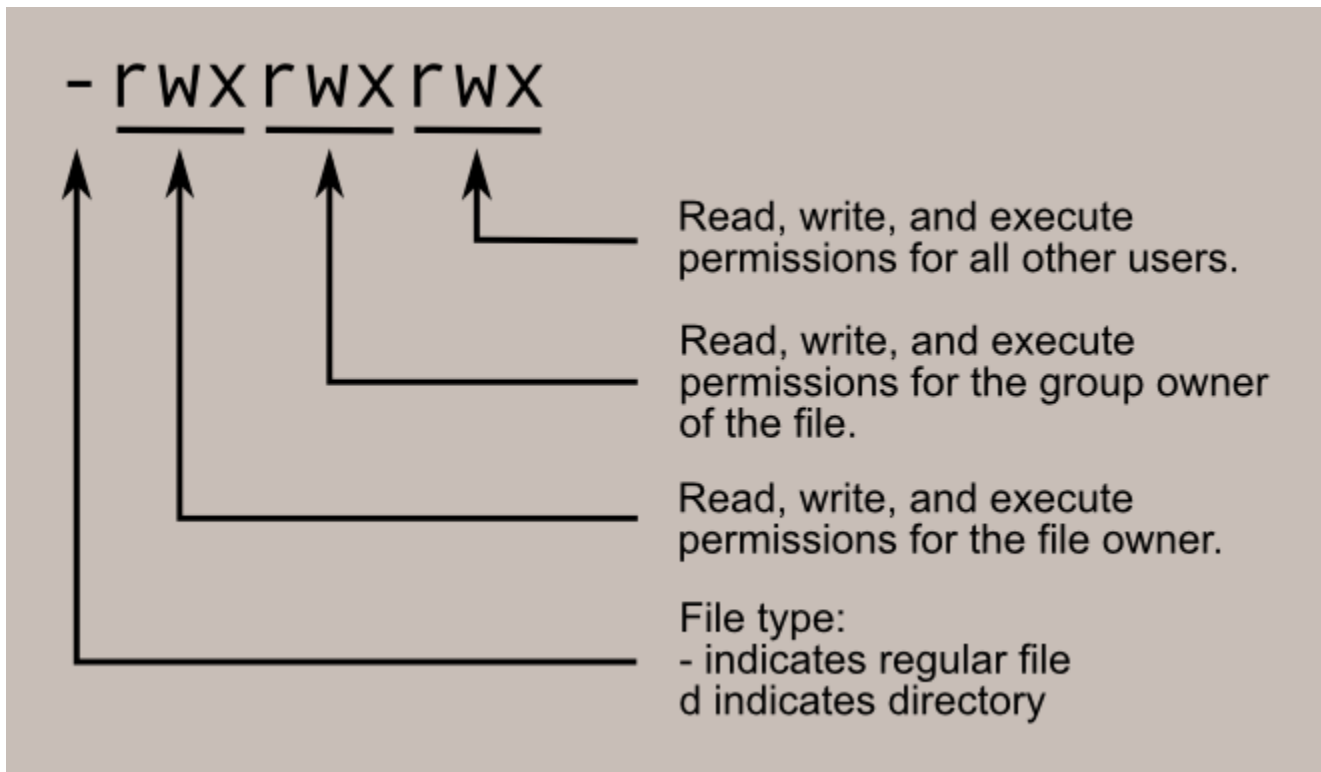 -rwxrwxrwx
Read, write, and execute
permissions for all other users.
Read, write, and execute
permissions for the group owner
of the file.
Read, write, and execute
permissions for the file owner.
File type:
- indicates regular file
d indicates directory